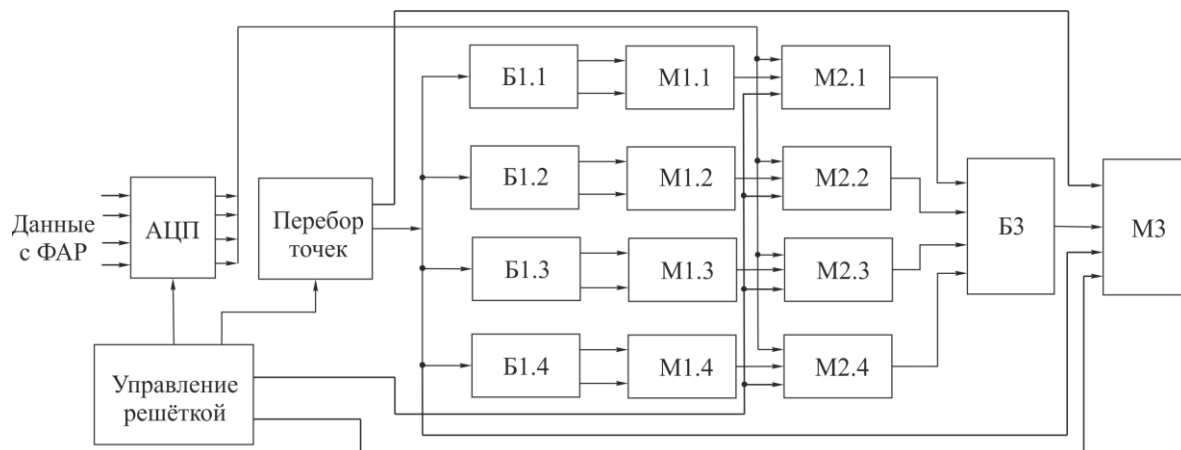 Б1.1
М1.1
М2.1
Б1.2
М1.2
М2.2
Данные
с ФАР
АЦП
Перебор
точек
Б3
М3
Б1.3
М1.3
М2.3
Управление
решёткой
Б1.4
М1.4
М2.4